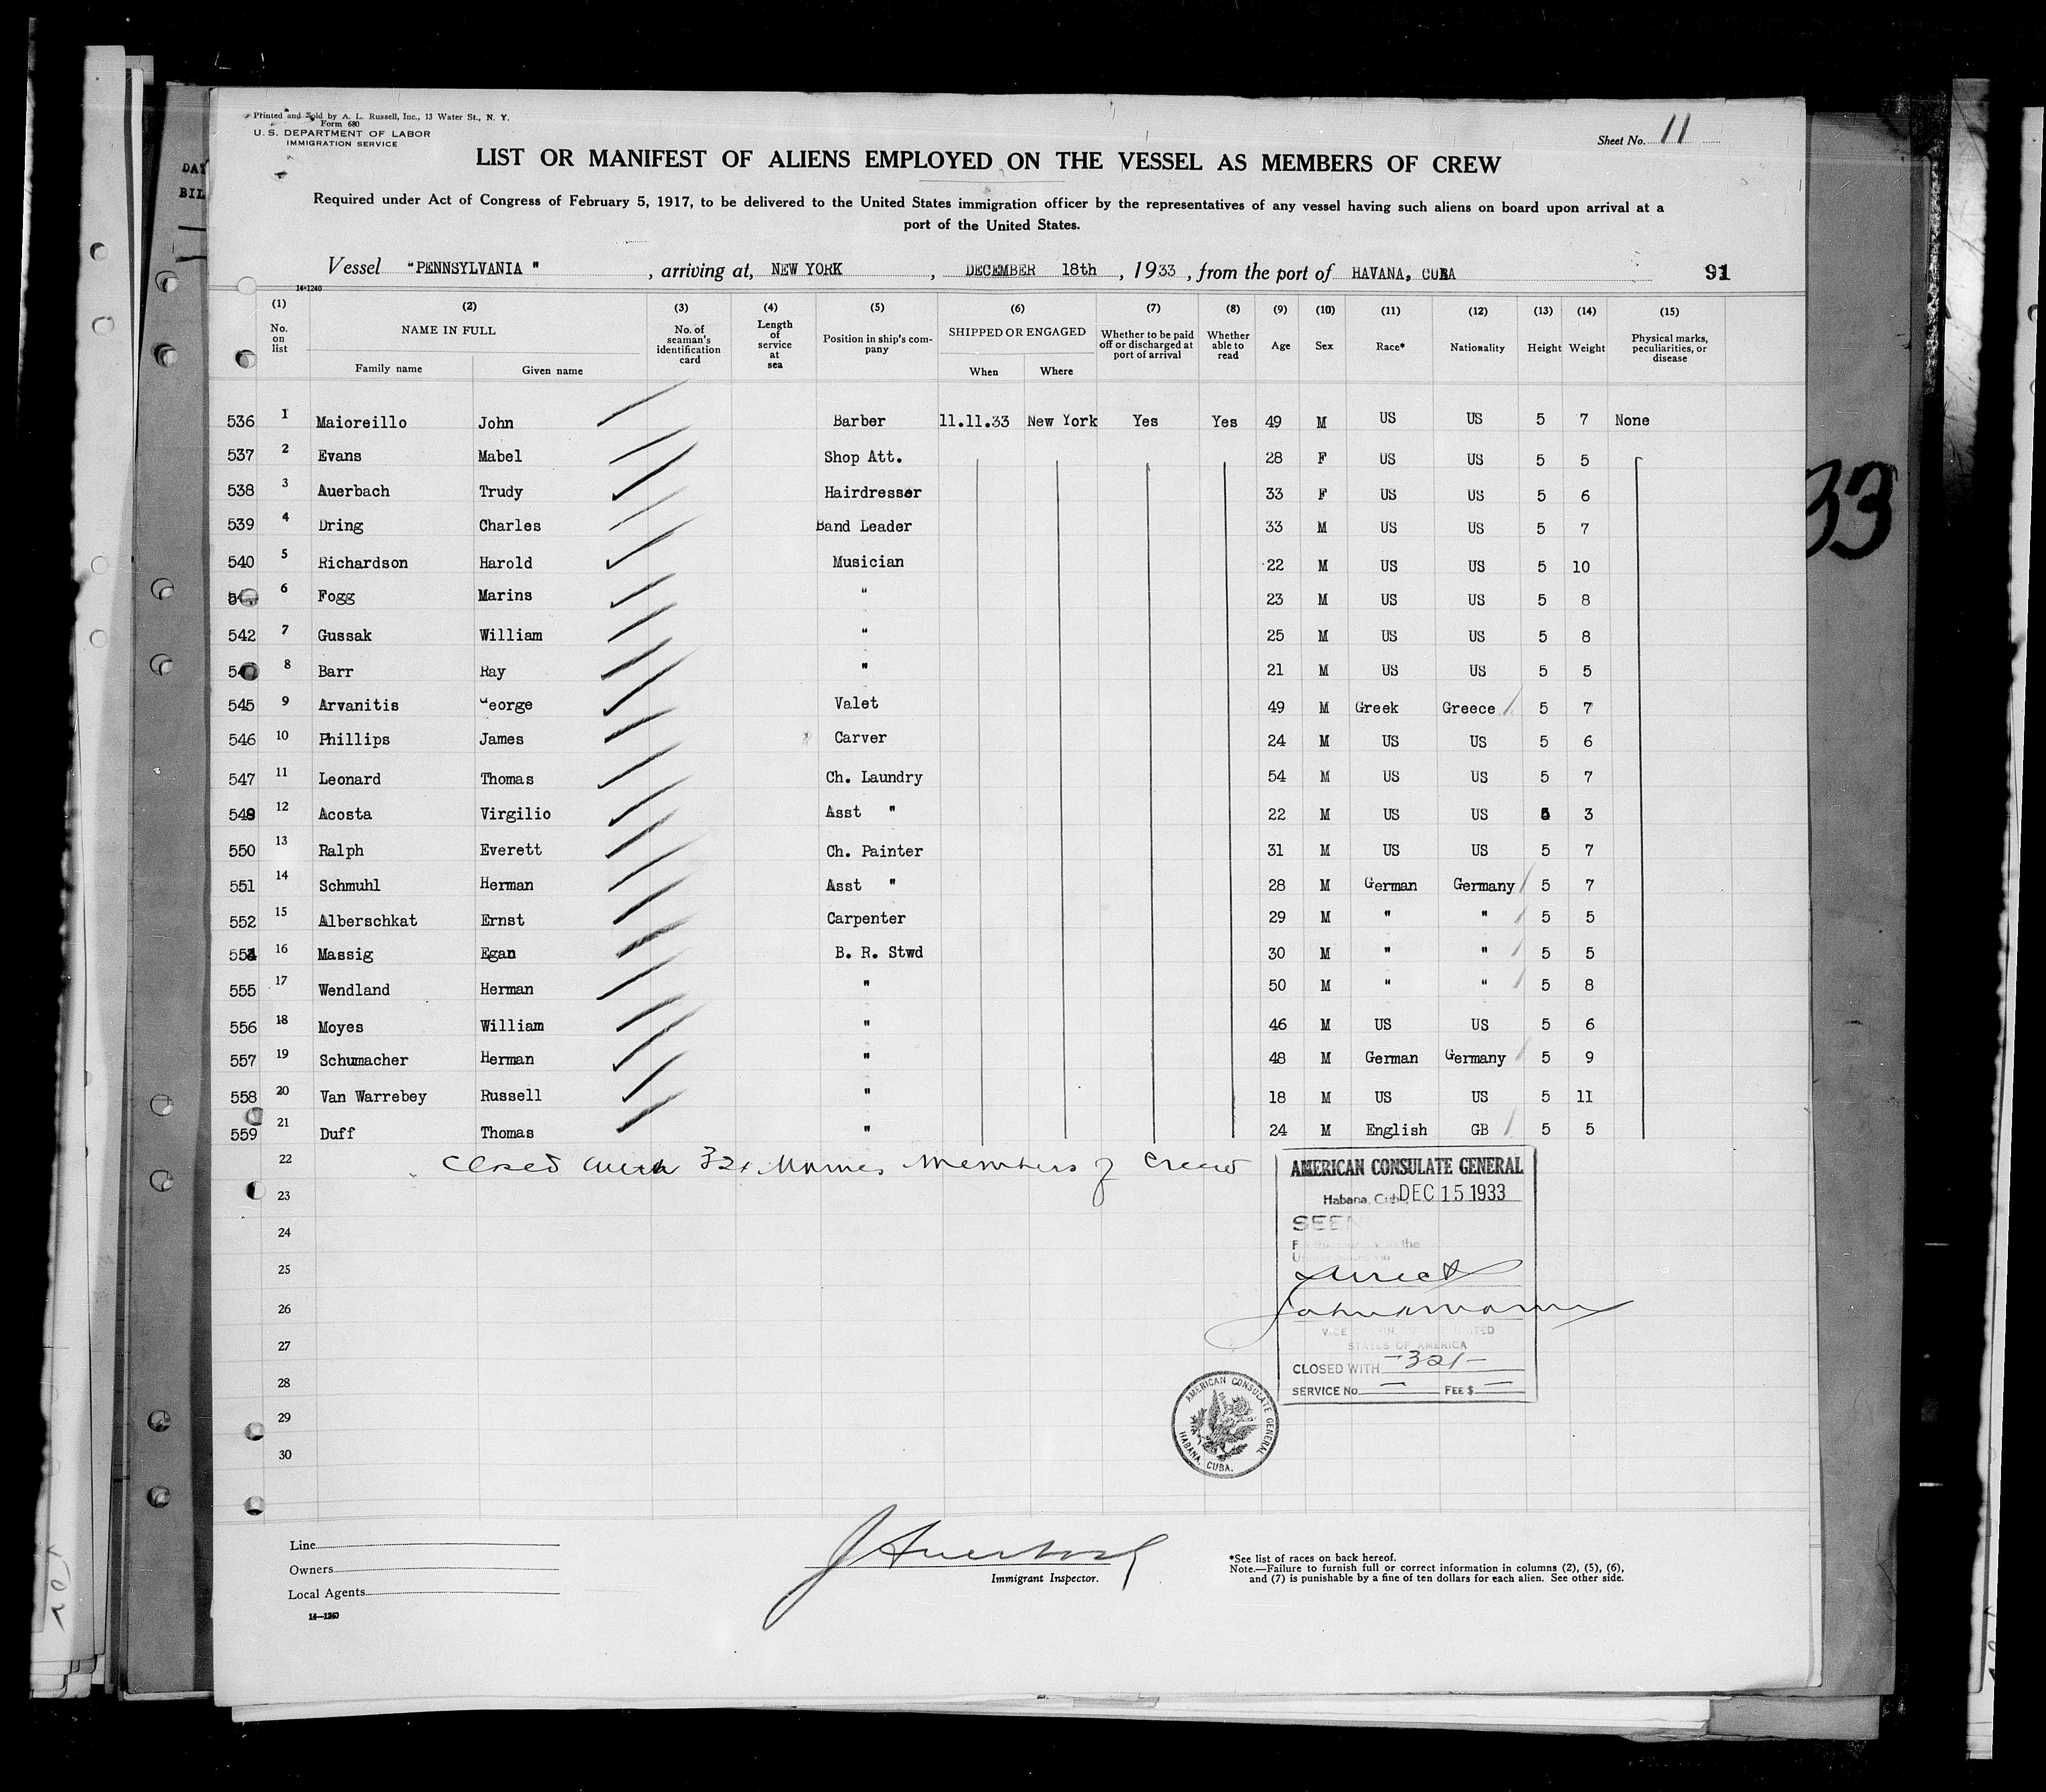 Printed and Sold by A. L. Russell, Inc., 13 Water St., N. Y.
Form 680
U. S. DEPARTMENT OF LABOR
IMMIGRATION SERVICE
Sheet No. 11
LIST OR MANIFEST OF ALIENS EMPLOYED ON THE VESSEL AS MEMBERS OF CREW
Required under Act of Congress of February 5, 1917, to be delivered to the United States immigration officer by the representatives of any vessel having such aliens on board upon arrival at a
port of the United States.
Vessel "PENNSYLVANIA", arriving at, NEW YORK, DECEMBER 18th, 1933, from the port of HAVANA, CUBA 91
14-1240
(1) (2) (3) (4) (5) (6) (7) (8) (9) (10) (11) (12) (13) (14) (15)
No. on list NAME IN FULL Family name Given name No. of seaman's identification card Length of service at sea Position in ship's company SHIPPED OR ENGAGED When Where Whether to be paid off or discharged at port of arrival Whether able to read Age Sex Race* Nationality Height Weight Physical marks, peculiarities, or disease
536 1 Maioreillo John Barber 11.11.33 New York Yes Yes 49 M US US 5 7 None
537 2 Evans Mabel Shop Att. 28 F US US 5 5
538 3 Auerbach Trudy Hairdresser 33 F US US 5 6
539 4 Dring Charles Band Leader 33 M US US 5 7
540 5 Richardson Harold Musician 22 M US US 5 10
6 Fogg Marins " 23 M US US 5 8
542 7 Gussak William " 25 M US US 5 8
8 Barr Ray " 21 M US US 5 5
545 9 Arvanitis George Valet 49 M Greek Greece 5 7
546 10 Phillips James Carver 24 M US US 5 6
547 11 Leonard Thomas Ch. Laundry 54 M US US 5 7
549 12 Acosta Virgilio Asst " 22 M US US 5 3
550 13 Ralph Everett Ch. Painter 31 M US US 5 7
551 14 Schmuhl Herman Asst " 28 M German Germany 5 7
552 15 Alberschkat Ernst Carpenter 29 M " " 5 5
554 16 Massig Egan B. R. Stwd 30 M " " 5 5
555 17 Wendland Herman " 50 M " " 5 8
556 18 Moyes William " 46 M US US 5 6
557 19 Schumacher Herman " 48 M German Germany 5 9
558 20 Van Warrebey Russell " 18 M US US 5 11
559 21 Duff Thomas " 24 M English GB 5 5
22 Closed with 321 Names Members of Crew
23
24
25
26
27
28
29
30
AMERICAN CONSULATE GENERAL
Habana, Cuba DEC 15 1933
SEEN
direct
STATES OF AMERICA
CLOSED WITH -321-
SERVICE No. — FEE $ —
AMERICAN CONSULATE GENERAL
HABANA, CUBA.
Line
Owners
Local Agents
14-1240
Immigrant Inspector.
*See list of races on back hereof.
Note.—Failure to furnish full or correct information in columns (2), (5), (6),
and (7) is punishable by a fine of ten dollars for each alien. See other side.
DAY
BIL
33